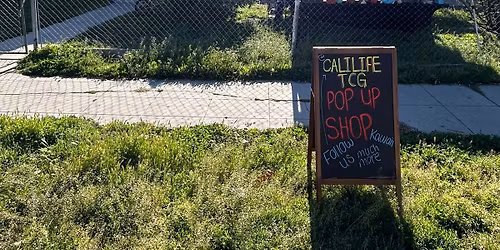 CALILIFE
TCG
POP UP
SHOP
Kawaii
Follow
us much
more